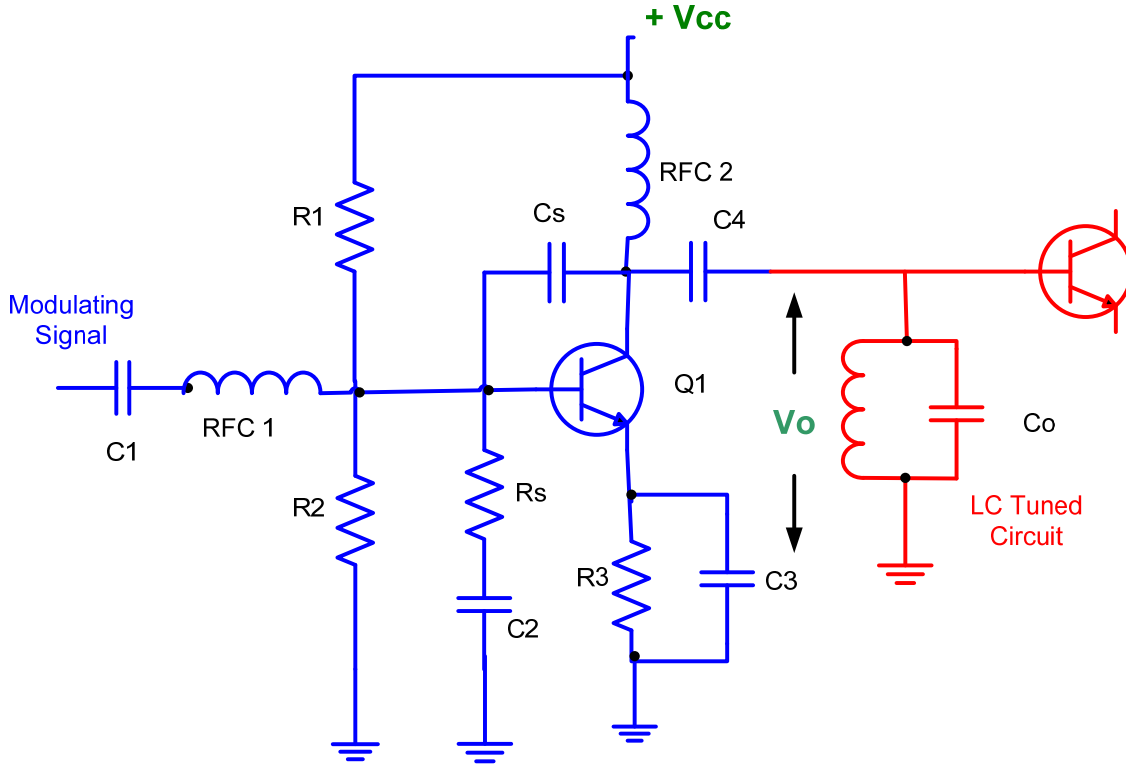 + Vcc
RFC 2
R1
Cs
C4
Modulating
Signal
Q1
RFC 1
C1
Vo
Co
R2
Rs
LC Tuned
Circuit
R3
C3
C2